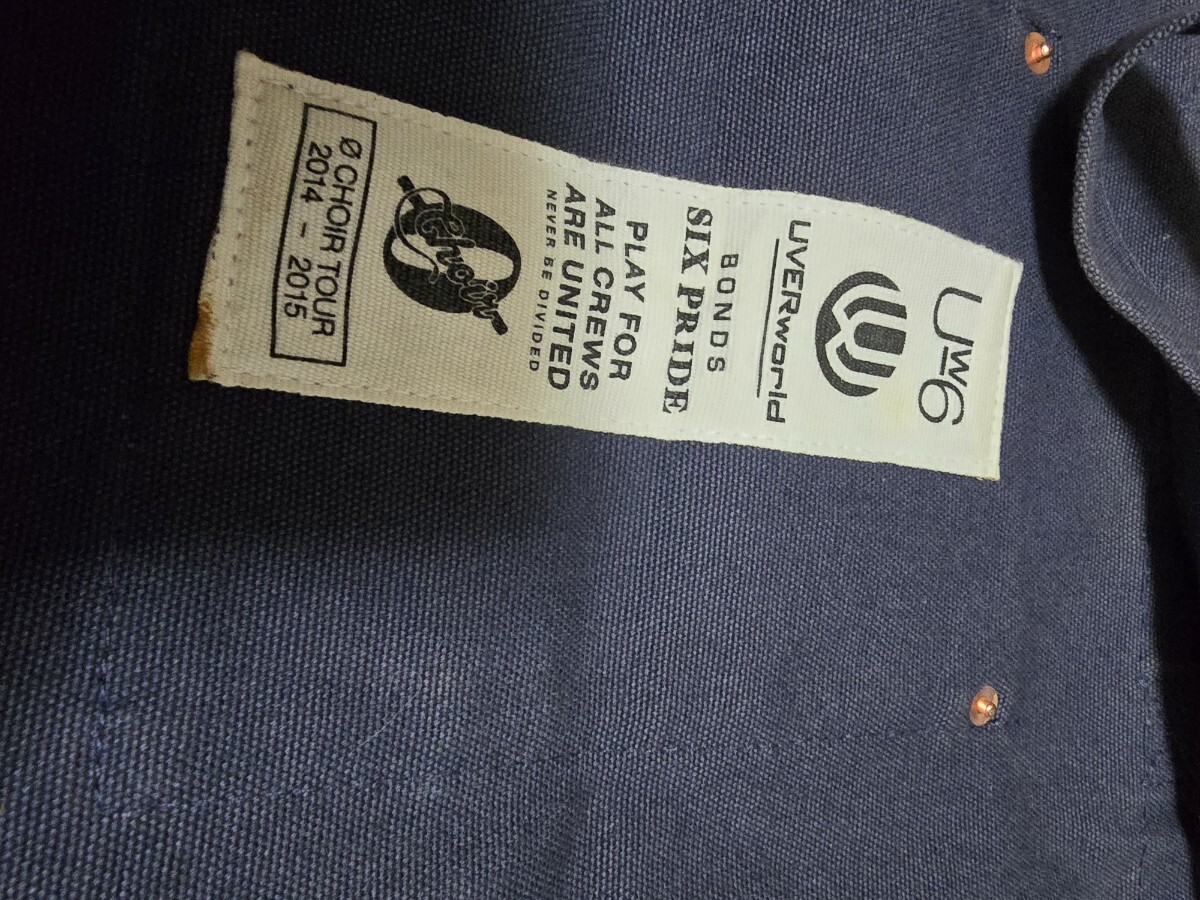 UW6
UVERworld
BONDS
SIX PRIDE
PLAY FOR
ALL CREWS
ARE UNITED
NEVER BE DIVIDED
0
Choir
Ø CHOIR TOUR
2014 - 2015